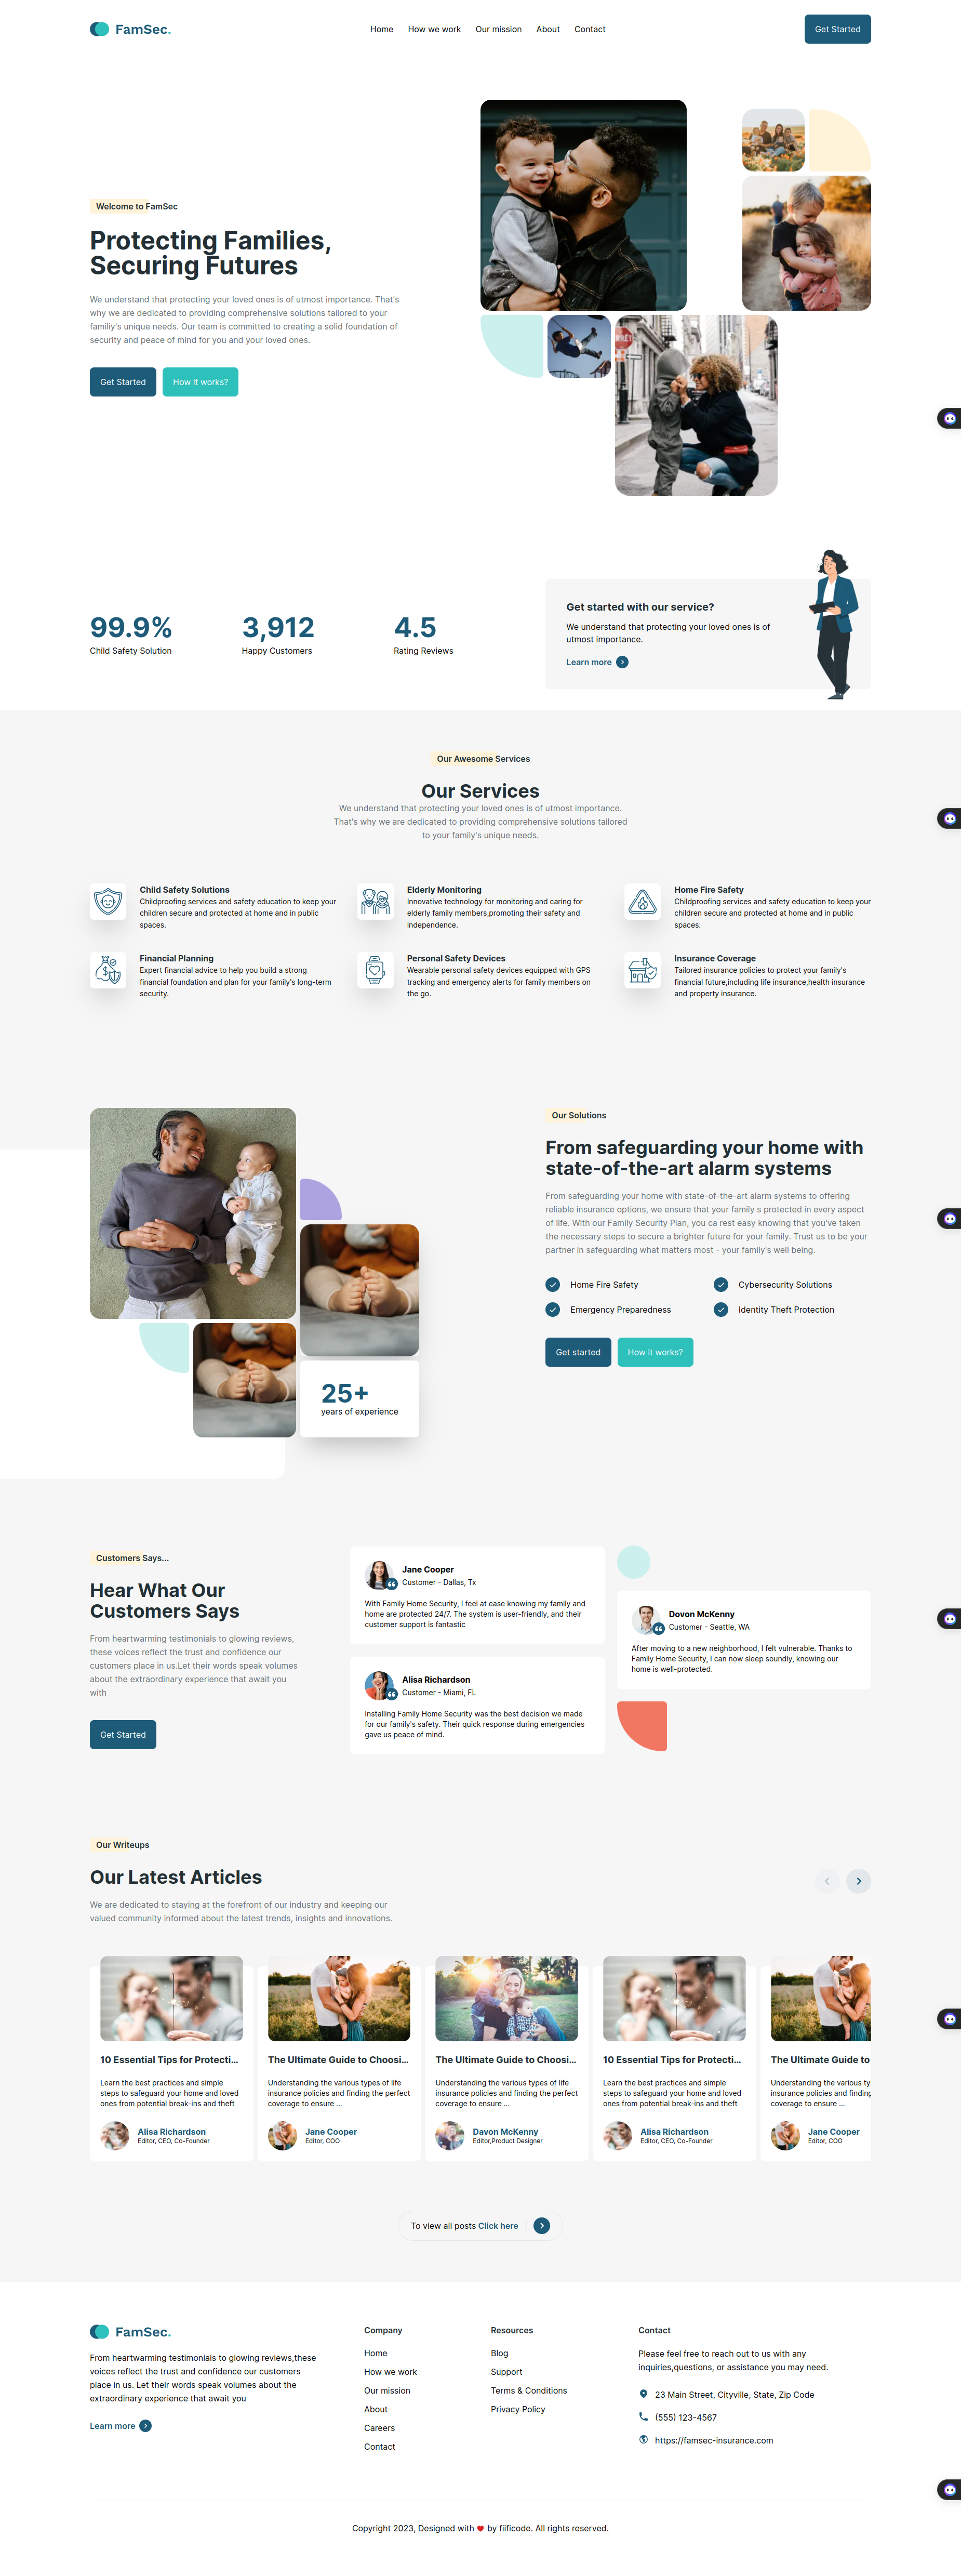 FamSec.
Home
How we work
Our mission
About
Contact
Get Started
Welcome to FamSec
Protecting Families,
Securing Futures
We understand that protecting your loved ones is of utmost importance. That's
why we are dedicated to providing comprehensive solutions tailored to your
familiy's unique needs. Our team is committed to creating a solid foundation of
security and peace of mind for you and your loved ones.
Get Started
How it works?
99.9%
Child Safety Solution
3,912
Happy Customers
4.5
Rating Reviews
Get started with our service?
We understand that protecting your loved ones is of
utmost importance.
Learn more
Our Awesome Services
Our Services
We understand that protecting your loved ones is of utmost importance.
That's why we are dedicated to providing comprehensive solutions tailored
to your family's unique needs.
Child Safety Solutions
Childproofing services and safety education to keep your
children secure and protected at home and in public
spaces.
Elderly Monitoring
Innovative technology for monitoring and caring for
elderly family members,promoting their safety and
independence.
Home Fire Safety
Childproofing services and safety education to keep your
children secure and protected at home and in public
spaces.
Financial Planning
Expert financial advice to help you build a strong
financial foundation and plan for your family's long-term
security.
Personal Safety Devices
Wearable personal safety devices equipped with GPS
tracking and emergency alerts for family members on
the go.
Insurance Coverage
Tailored insurance policies to protect your family's
financial future,including life insurance,health insurance
and property insurance.
25+
years of experience
Our Solutions
From safeguarding your home with
state-of-the-art alarm systems
From safeguarding your home with state-of-the-art alarm systems to offering
reliable insurance options, we ensure that your family s protected in every aspect
of life. With our Family Security Plan, you ca rest easy knowing that you've taken
the necessary steps to secure a brighter future for your family. Trust us to be your
partner in safeguarding what matters most - your family's well being.
Home Fire Safety
Cybersecurity Solutions
Emergency Preparedness
Identity Theft Protection
Get started
How it works?
Customers Says...
Hear What Our
Customers Says
From heartwarming testimonials to glowing reviews,
these voices reflect the trust and confidence our
customers place in us.Let their words speak volumes
about the extraordinary experience that await you
with
Get Started
Jane Cooper
Customer - Dallas, Tx
With Family Home Security, I feel at ease knowing my family and
home are protected 24/7. The system is user-friendly, and their
customer support is fantastic
Alisa Richardson
Customer - Miami, FL
Installing Family Home Security was the best decision we made
for our family's safety. Their quick response during emergencies
gave us peace of mind.
Dovon McKenny
Customer - Seattle, WA
After moving to a new neighborhood, I felt vulnerable. Thanks to
Family Home Security, I can now sleep soundly, knowing our
home is well-protected.
Our Writeups
Our Latest Articles
We are dedicated to staying at the forefront of our industry and keeping our
valued community informed about the latest trends, insights and innovations.
10 Essential Tips for Protecti...
Learn the best practices and simple
steps to safeguard your home and loved
ones from potential break-ins and theft
Alisa Richardson
Editor, CEO, Co-Founder
The Ultimate Guide to Choosi...
Understanding the various types of life
insurance policies and finding the perfect
coverage to ensure ...
Jane Cooper
Editor, COO
The Ultimate Guide to Choosi...
Understanding the various types of life
insurance policies and finding the perfect
coverage to ensure ...
Davon McKenny
Editor,Product Designer
10 Essential Tips for Protecti...
Learn the best practices and simple
steps to safeguard your home and loved
ones from potential break-ins and theft
Alisa Richardson
Editor, CEO, Co-Founder
The Ultimate Guide to
Understanding the various ty
insurance policies and finding
coverage to ensure ...
Jane Cooper
Editor, COO
To view all posts Click here
FamSec.
From heartwarming testimonials to glowing reviews,these
voices reflect the trust and confidence our customers
place in us. Let their words speak volumes about the
extraordinary experience that await you
Learn more
Company
Home
How we work
Our mission
About
Careers
Contact
Resources
Blog
Support
Terms & Conditions
Privacy Policy
Contact
Please feel free to reach out to us with any
inquiries,questions, or assistance you may need.
23 Main Street, Cityville, State, Zip Code
(555) 123-4567
https://famsec-insurance.com
Copyright 2023, Designed with ❤ by fiificode. All rights reserved.